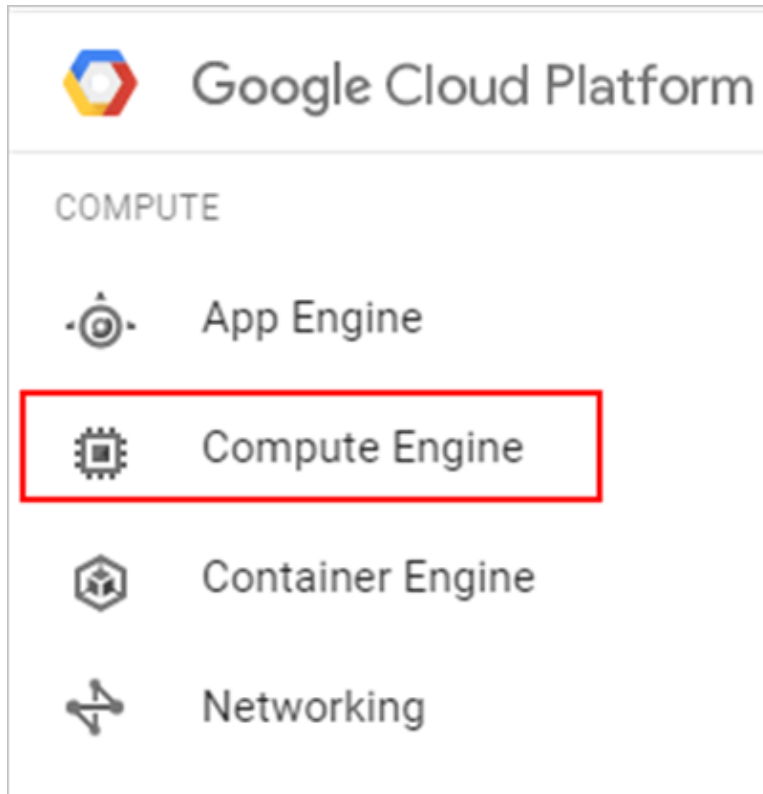 Google Cloud Platform
COMPUTE
App Engine
Compute Engine
Container Engine
Networking